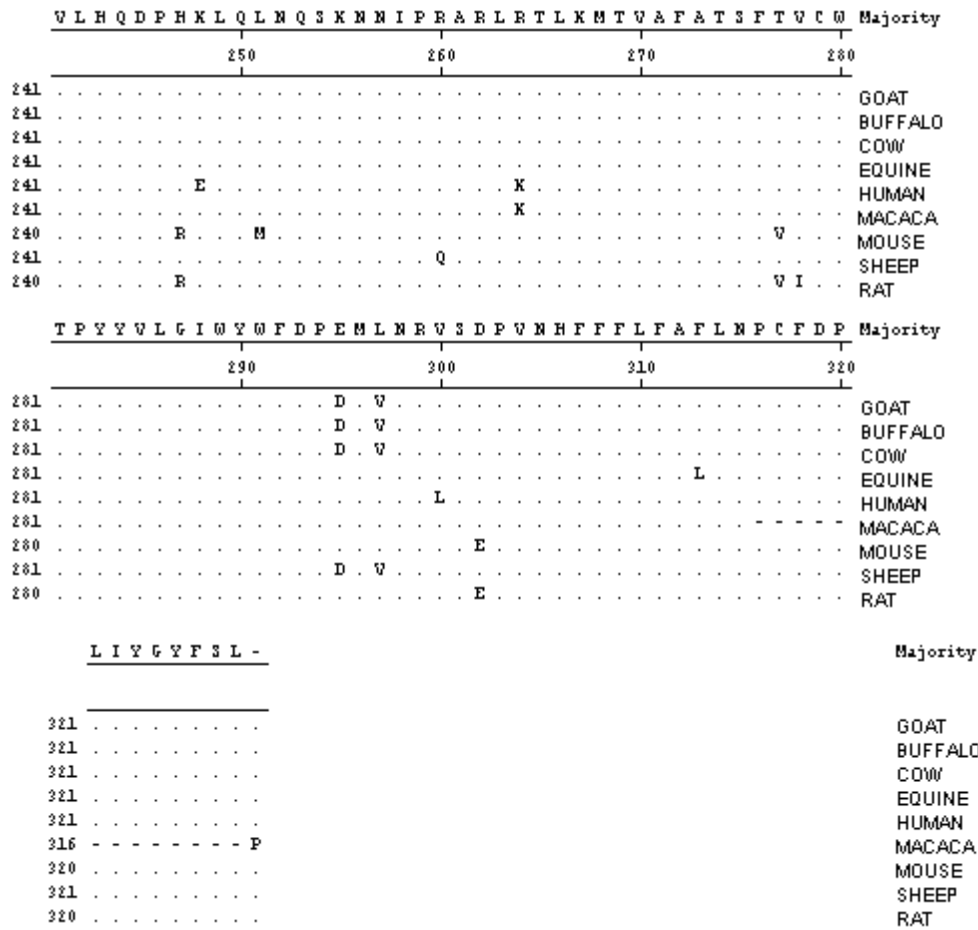 V L H Q D P H K L Q L N Q S K N N I P R A R L R T L K M T V A F A T S F T V C W Majority
250 260 270 280
241 . . . . . . . . . . . . . . . . . . . . . . . . . . . . . . . . . . . . . . . . GOAT
241 . . . . . . . . . . . . . . . . . . . . . . . . . . . . . . . . . . . . . . . . BUFFALO
241 . . . . . . . . . . . . . . . . . . . . . . . . . . . . . . . . . . . . . . . . COW
241 . . . . . . . . . . . . . . . . . . . . . . . . . . . . . . . . . . . . . . . . EQUINE
241 . . . . . . . E . . . . . . . . . . . . . . . K . . . . . . . . . . . . . . . . HUMAN
241 . . . . . . . . . . . . . . . . . . . . . . . K . . . . . . . . . . . . . . . . MACACA
240 . . . . . . R . . . M . . . . . . . . . . . . . . . . . . . . . . . . . V . . . MOUSE
241 . . . . . . . . . . . . . . . . . . . Q . . . . . . . . . . . . . . . . . . . . SHEEP
240 . . . . . . R . . . . . . . . . . . . . . . . . . . . . . . . . . . . . V I . . RAT
T P Y Y V L G I W Y W F D P E M L N R V S D P V N H F F F L F A F L N P C F D P Majority
290 300 310 320
281 . . . . . . . . . . . . . . D . V . . . . . . . . . . . . . . . . . . . . . . . GOAT
281 . . . . . . . . . . . . . . D . V . . . . . . . . . . . . . . . . . . . . . . . BUFFALO
281 . . . . . . . . . . . . . . D . V . . . . . . . . . . . . . . . . . . . . . . . COW
281 . . . . . . . . . . . . . . . . . . . . . . . . . . . . . . . . L . . . . . . . EQUINE
281 . . . . . . . . . . . . . . . . . . . L . . . . . . . . . . . . . . . . . . . . HUMAN
281 . . . . . . . . . . . . . . . . . . . . . . . . . . . . . . . . . . . - - - - - MACACA
280 . . . . . . . . . . . . . . . . . . . . . E . . . . . . . . . . . . . . . . . . MOUSE
281 . . . . . . . . . . . . . . D . V . . . . . . . . . . . . . . . . . . . . . . . SHEEP
280 . . . . . . . . . . . . . . . . . . . . . E . . . . . . . . . . . . . . . . . . RAT
L I Y G Y F S L - Majority
321 . . . . . . . . . GOAT
321 . . . . . . . . . BUFFALO
321 . . . . . . . . . COW
321 . . . . . . . . . EQUINE
321 . . . . . . . . . HUMAN
316 - - - - - - - - P MACACA
320 . . . . . . . . . MOUSE
321 . . . . . . . . . SHEEP
320 . . . . . . . . . RAT